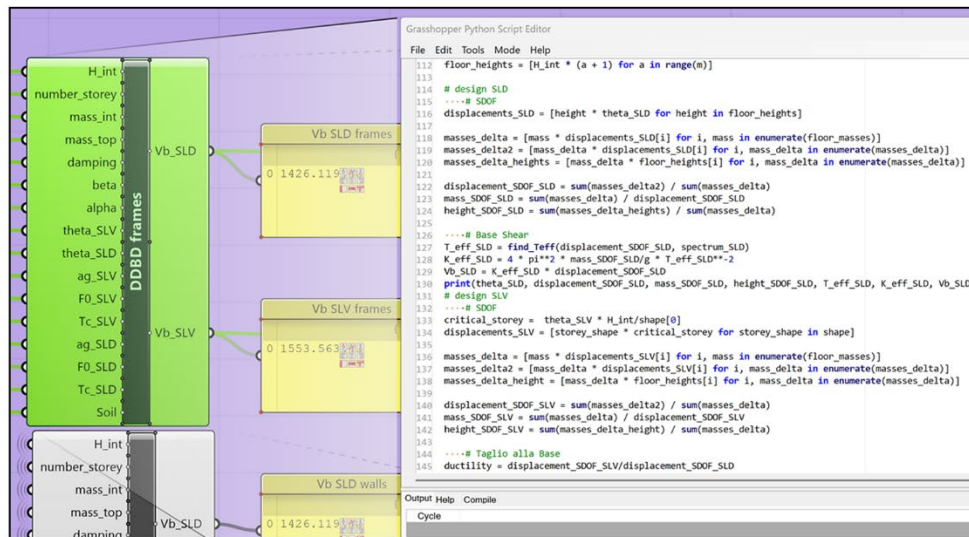 H_int
number_storey
mass_int
mass_top
damping
beta
alpha
theta_SLV
theta_SLD
ag_SLV
F0_SLV
Tc_SLV
ag_SLD
F0_SLD
Tc_SLD
Soil
DDBD frames
Vb_SLD
Vb_SLV
Vb SLD frames
0 1426.119
Vb SLV frames
0 1553.563
H_int
number_storey
mass_int
mass_top
damping
Vb_SLD
Vb SLD walls
0 1426.119
Grasshopper Python Script Editor
File Edit Tools Mode Help
112 floor_heights = [H_int * (a + 1) for a in range(m)]
113
114 # design SLD
115 ····# SDOF
116 displacements_SLD = [height * theta_SLD for height in floor_heights]
117
118 masses_delta = [mass * displacements_SLD[i] for i, mass in enumerate(floor_masses)]
119 masses_delta2 = [mass_delta * displacements_SLD[i] for i, mass_delta in enumerate(masses_delta)]
120 masses_delta_heights = [mass_delta * floor_heights[i] for i, mass_delta in enumerate(masses_delta)]
121
122 displacement_SDOF_SLD = sum(masses_delta2) / sum(masses_delta)
123 mass_SDOF_SLD = sum(masses_delta) / displacement_SDOF_SLD
124 height_SDOF_SLD = sum(masses_delta_heights) / sum(masses_delta)
125
126 ····# Base Shear
127 T_eff_SLD = find_Teff(displacement_SDOF_SLD, spectrum_SLD)
128 K_eff_SLD = 4 * pi**2 * mass_SDOF_SLD/g * T_eff_SLD**-2
129 Vb_SLD = K_eff_SLD * displacement_SDOF_SLD
130 print(theta_SLD, displacement_SDOF_SLD, mass_SDOF_SLD, height_SDOF_SLD, T_eff_SLD, K_eff_SLD, Vb_SLD
131 # design SLV
132 ····# SDOF
133 critical_storey = theta_SLV * H_int/shape[0]
134 displacements_SLV = [storey_shape * critical_storey for storey_shape in shape]
135
136 masses_delta = [mass * displacements_SLV[i] for i, mass in enumerate(floor_masses)]
137 masses_delta2 = [mass_delta * displacements_SLV[i] for i, mass_delta in enumerate(masses_delta)]
138 masses_delta_height = [mass_delta * floor_heights[i] for i, mass_delta in enumerate(masses_delta)]
139
140 displacement_SDOF_SLV = sum(masses_delta2) / sum(masses_delta)
141 mass_SDOF_SLV = sum(masses_delta) / displacement_SDOF_SLV
142 height_SDOF_SLV = sum(masses_delta_height) / sum(masses_delta)
143
144 ····# Taglio alla Base
145 ductility = displacement_SDOF_SLV/displacement_SDOF_SLD
Output Help Compile
Cycle